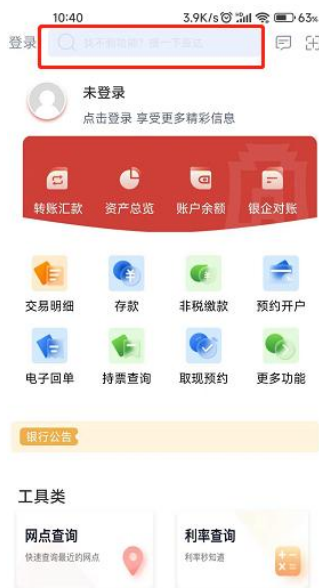 10:40 3.9K/s 63%
登录 找不到功能?搜一下看达
未登录
点击登录 享受更多精彩信息
转账汇款 资产总览 账户余额 银企对账
交易明细 存款 非税缴款 预约开户
电子回单 持票查询 取现预约 更多功能
银行公告
工具类
网点查询 利率查询
快速查询最近的网点 利率秒知道